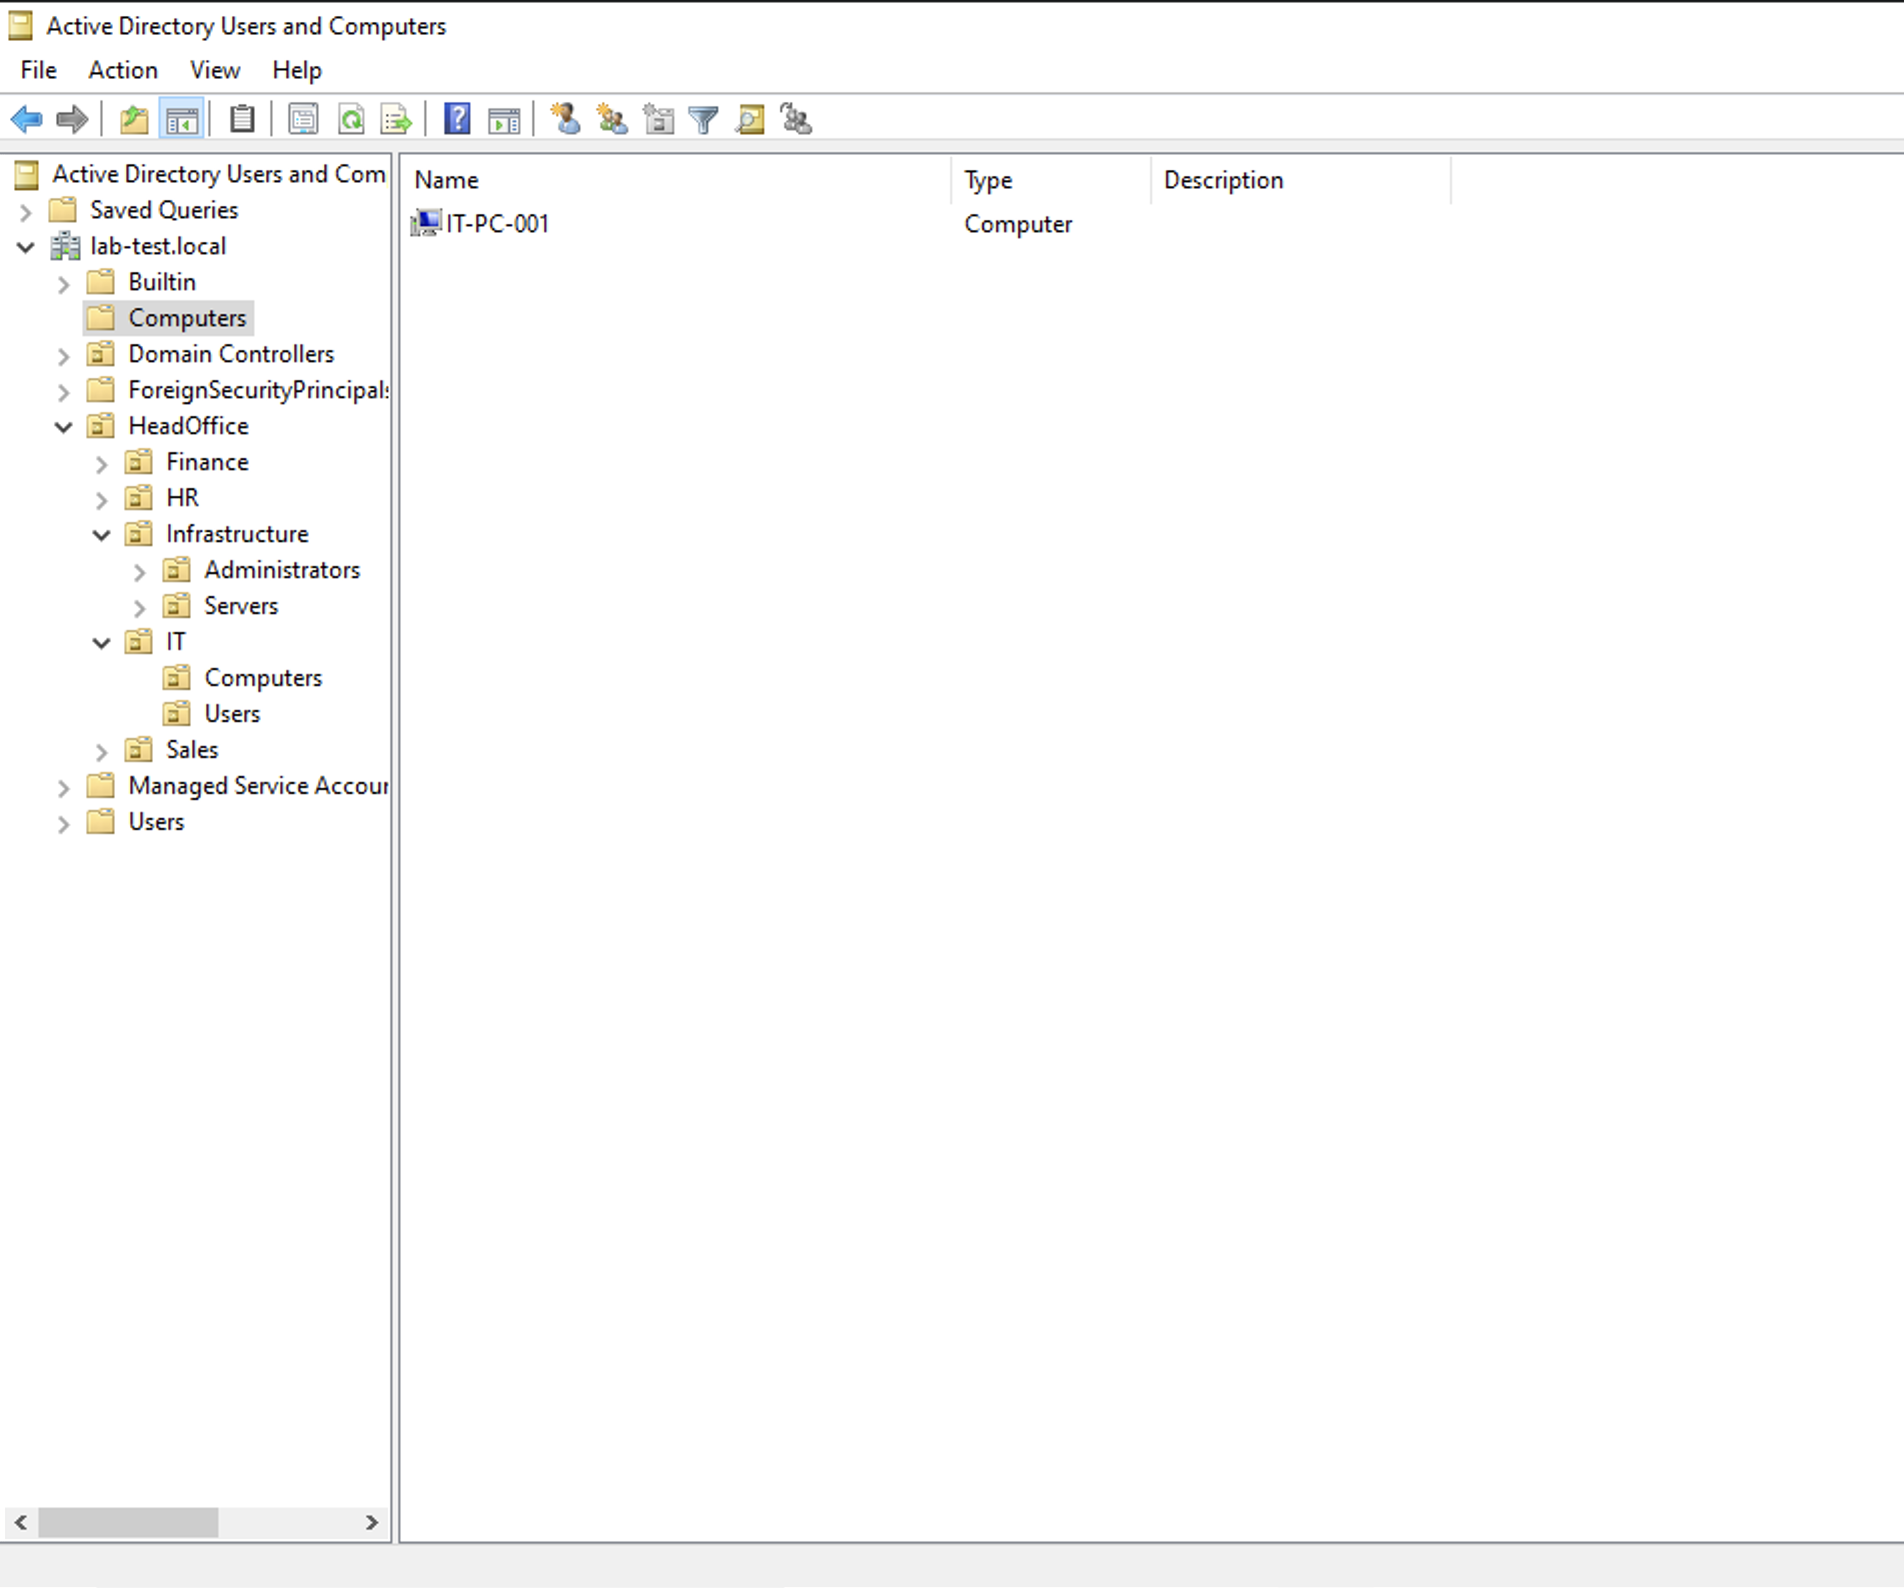 Active Directory Users and Computers
File Action View Help
Active Directory Users and Com
Saved Queries
lab-test.local
Builtin
Computers
Domain Controllers
ForeignSecurityPrincipals
HeadOffice
Finance
HR
Infrastructure
Administrators
Servers
IT
Computers
Users
Sales
Managed Service Accour
Users
Name Type Description
IT-PC-001 Computer